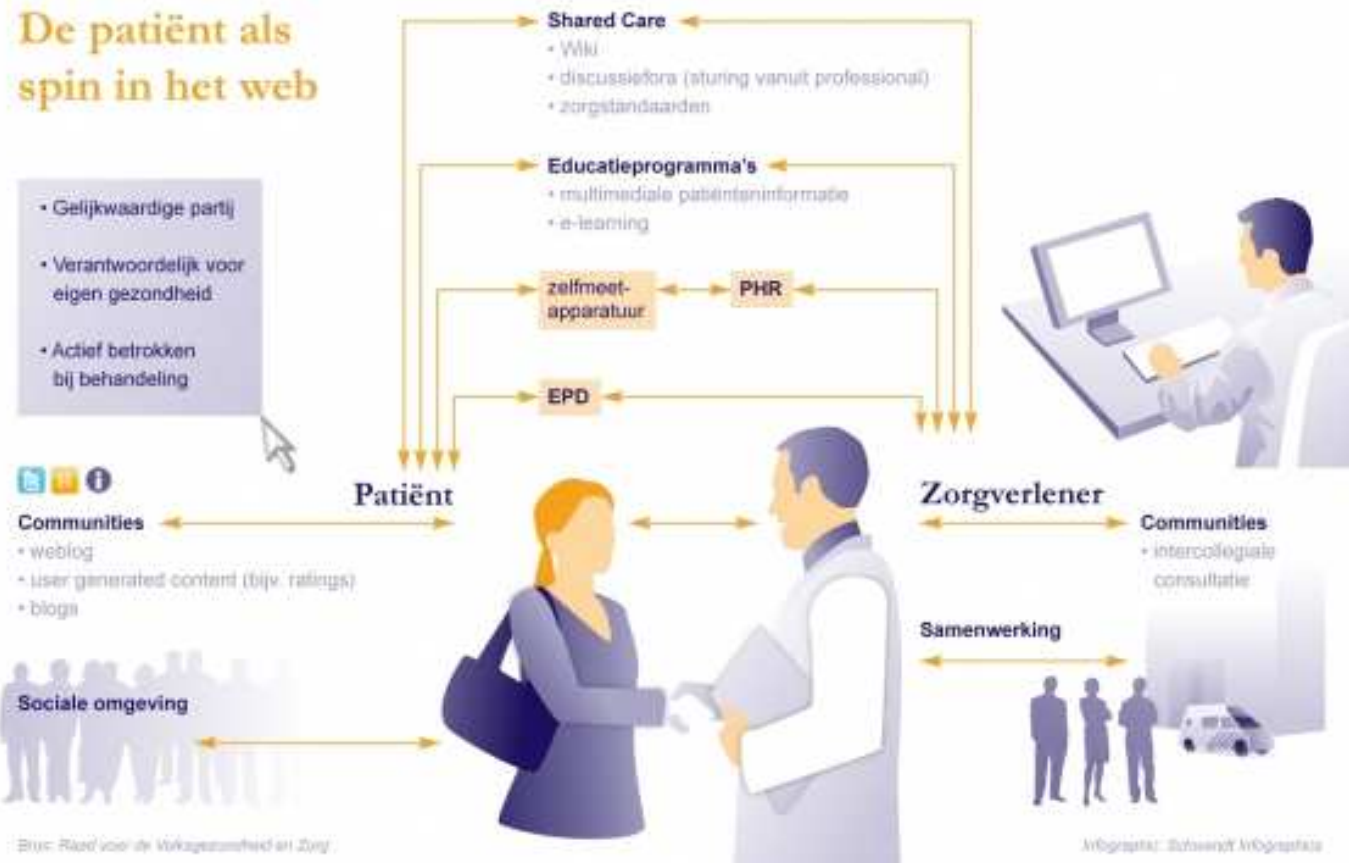 De patiënt als
spin in het web
• Gelijkwaardige partij
• Verantwoordelijk voor
eigen gezondheid
• Actief betrokken
bij behandeling
Shared Care
• Wiki
• discussiefora (sturing vanuit professional)
• zorgstandaarden
Educatieprogramma's
• multimediale patiënteninformatie
• e-learning
zelfmeet-
apparatuur
PHR
EPD
Patiënt
Zorgverlener
Communities
• weblog
• user generated content (bijv. ratings)
• blogs
Sociale omgeving
Communities
• intercollegiale
consultatie
Samenwerking
Bron: Raad voor de Volksgezondheid en Zorg
Infographic: Infographics